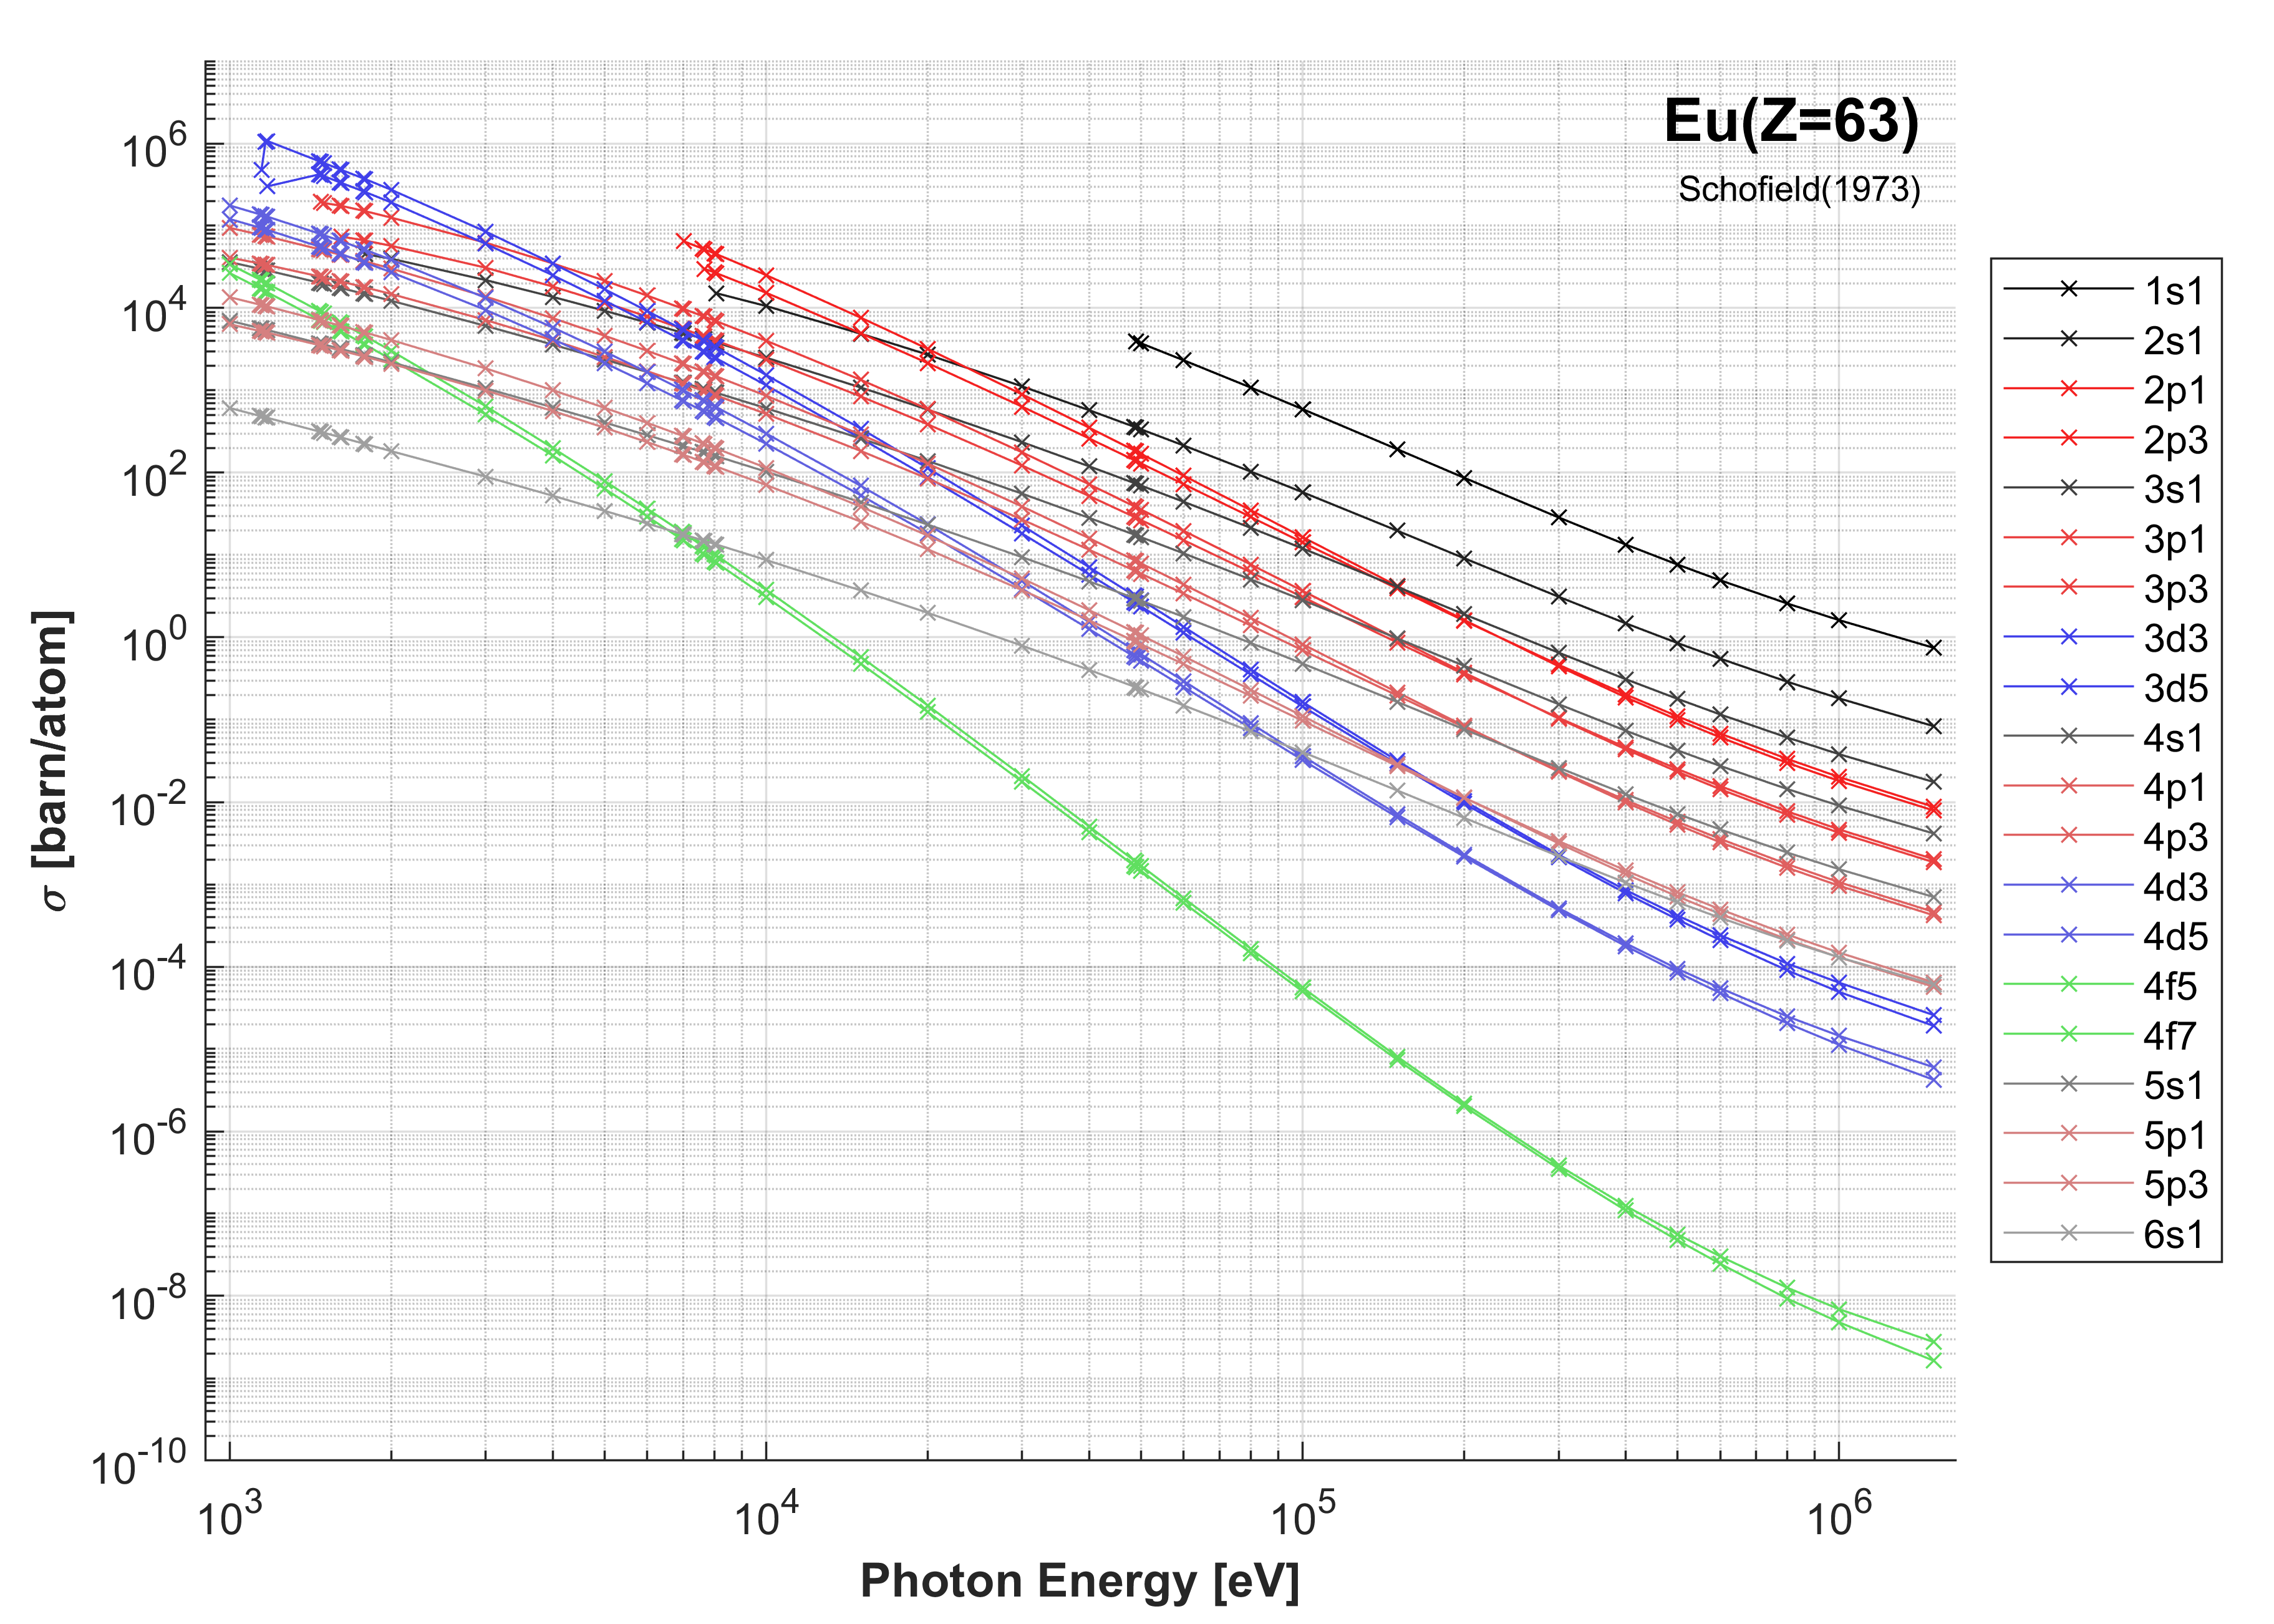 Eu(Z=63)
Schofield(1973)
10^6
10^4
10^2
10^0
10^-2
10^-4
10^-6
10^-8
10^-10
σ [barn/atom]
10^3 10^4 10^5 10^6
Photon Energy [eV]
1s1
2s1
2p1
2p3
3s1
3p1
3p3
3d3
3d5
4s1
4p1
4p3
4d3
4d5
4f5
4f7
5s1
5p1
5p3
6s1